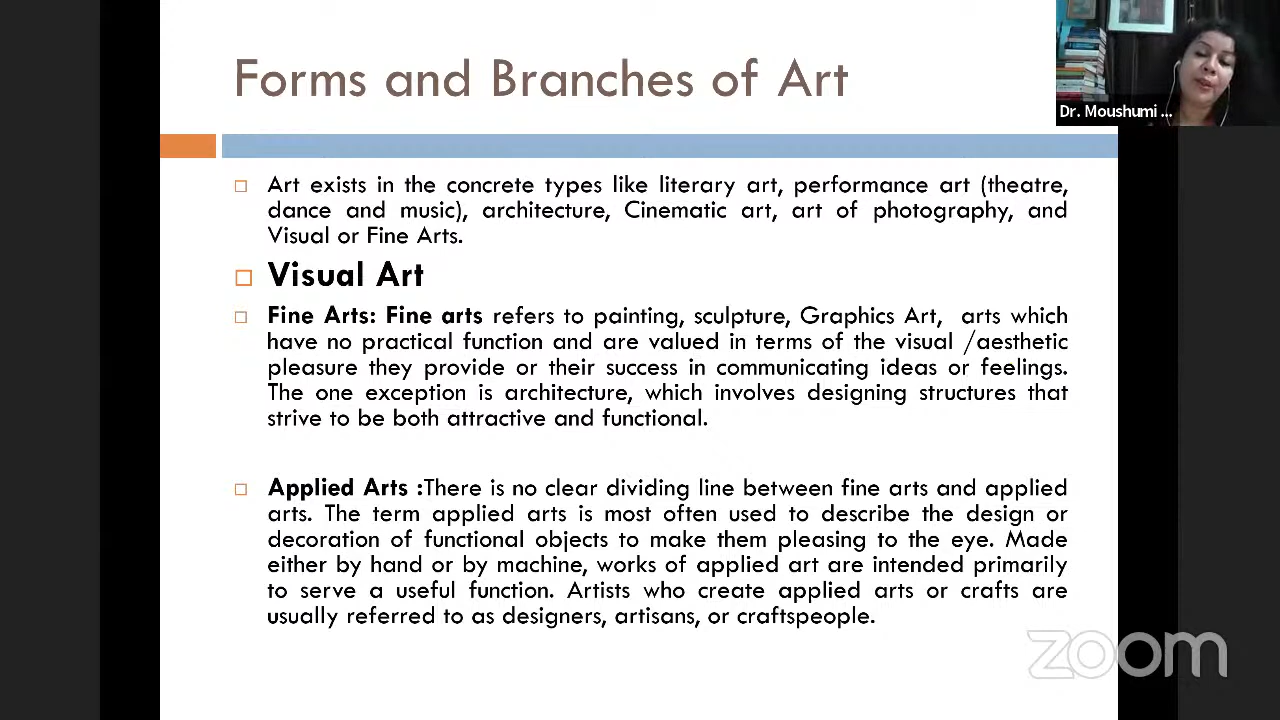 Forms and Branches of Art
Dr. Moushumi ...
Art exists in the concrete types like literary art, performance art (theatre,
dance and music), architecture, Cinematic art, art of photography, and
Visual or Fine Arts.
Visual Art
Fine Arts: Fine arts refers to painting, sculpture, Graphics Art, arts which
have no practical function and are valued in terms of the visual /aesthetic
pleasure they provide or their success in communicating ideas or feelings.
The one exception is architecture, which involves designing structures that
strive to be both attractive and functional.
Applied Arts :There is no clear dividing line between fine arts and applied
arts. The term applied arts is most often used to describe the design or
decoration of functional objects to make them pleasing to the eye. Made
either by hand or by machine, works of applied art are intended primarily
to serve a useful function. Artists who create applied arts or crafts are
usually referred to as designers, artisans, or craftspeople.
zoom